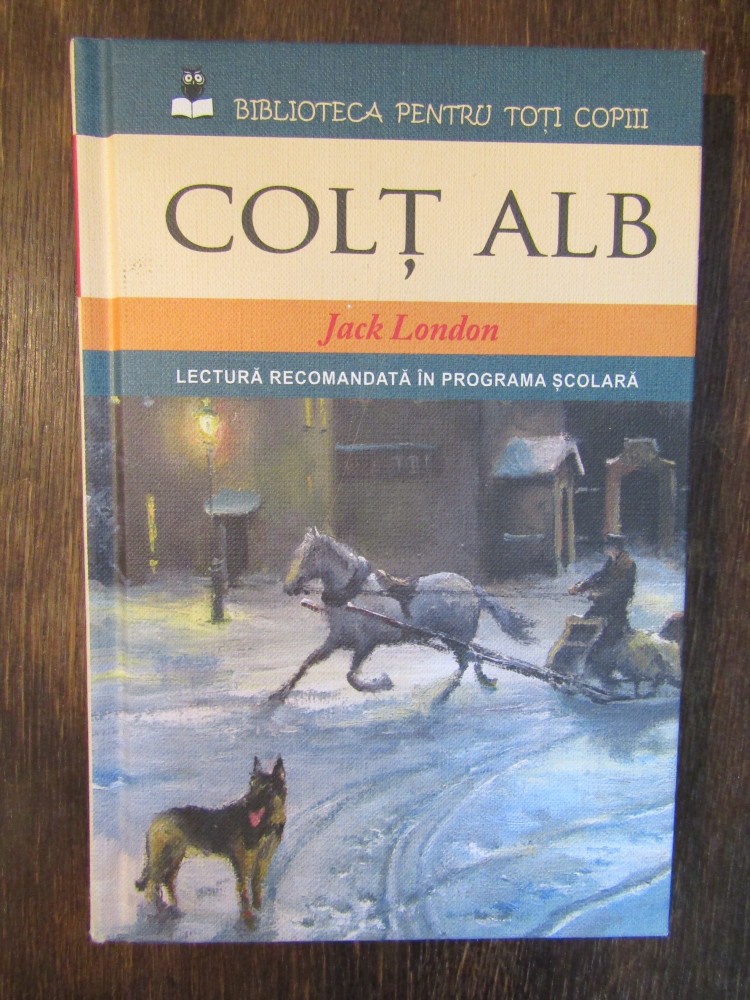 BIBLIOTECA PENTRU TOȚI COPIII
COLȚ ALB
Jack London
LECTURĂ RECOMANDATĂ ÎN PROGRAMA ȘCOLARĂ